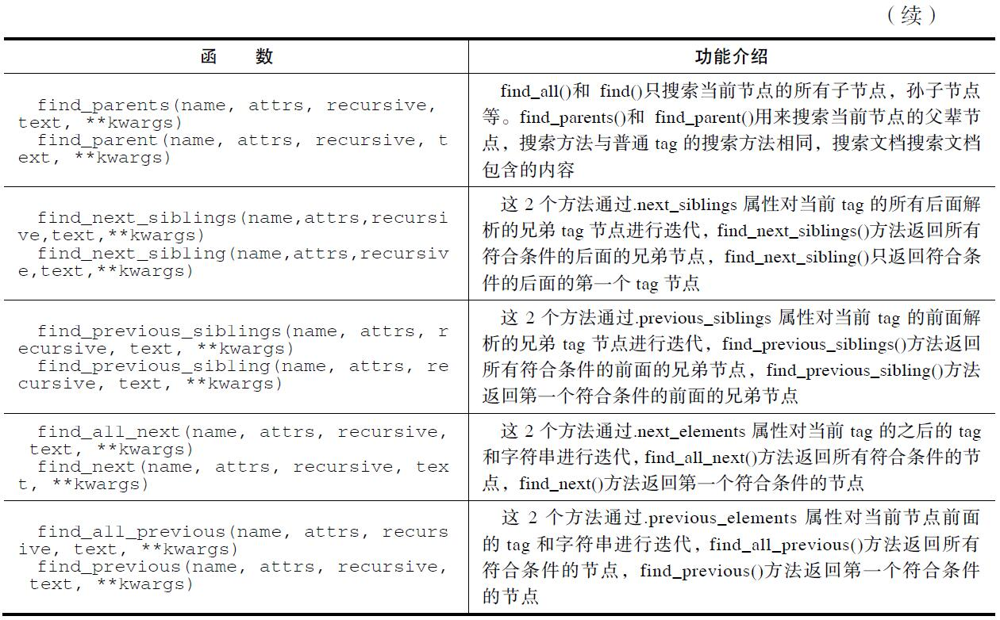 （续）
函 数
功能介绍
find_parents(name, attrs, recursive,
text, **kwargs)
find_parent(name, attrs, recursive, t
ext, **kwargs)
find_all()和 find()只搜索当前节点的所有子节点，孙子节点
等。find_parents()和 find_parent()用来搜索当前节点的父辈节
点，搜索方法与普通 tag 的搜索方法相同，搜索文档搜索文档
包含的内容
find_next_siblings(name,attrs,recursi
ve,text,**kwargs)
find_next_sibling(name,attrs,recursiv
e,text,**kwargs)
这 2 个方法通过.next_siblings 属性对当前 tag 的所有后面解
析的兄弟 tag 节点进行迭代，find_next_siblings()方法返回所有
符合条件的后面的兄弟节点，find_next_sibling()只返回符合条
件的后面的第一个 tag 节点
find_previous_siblings(name, attrs, r
ecursive, text, **kwargs)
find_previous_sibling(name, attrs, re
cursive, text, **kwargs)
这 2 个方法通过.previous_siblings 属性对当前 tag 的前面解
析的兄弟 tag 节点进行迭代，find_previous_siblings()方法返回
所有符合条件的前面的兄弟节点，find_previous_sibling()方法
返回第一个符合条件的前面的兄弟节点
find_all_next(name, attrs, recursive,
text, **kwargs)
find_next(name, attrs, recursive, tex
t, **kwargs)
这 2 个方法通过.next_elements 属性对当前 tag 的之后的 tag
和字符串进行迭代，find_all_next()方法返回所有符合条件的节
点，find_next()方法返回第一个符合条件的节点
find_all_previous(name, attrs, recurs
ive, text, **kwargs)
find_previous(name, attrs, recursive,
text, **kwargs)
这 2 个方法通过.previous_elements 属性对当前节点前面
的 tag 和字符串进行迭代，find_all_previous()方法返回所有
符合条件的节点，find_previous()方法返回第一个符合条件
的节点